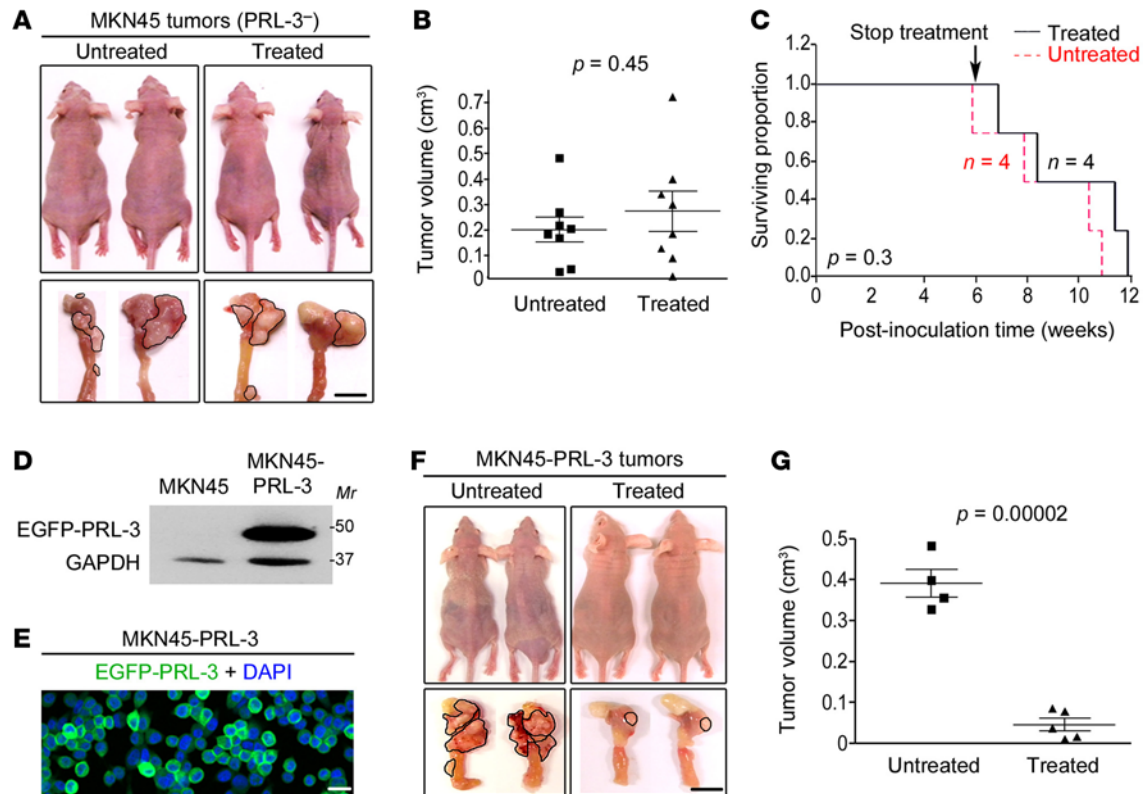 A
MKN45 tumors (PRL-3–)
Untreated
Treated
B
p = 0.45
Tumor volume (cm³)
0.7
0.6
0.5
0.4
0.3
0.2
0.1
0
Untreated
Treated
C
Stop treatment
Treated
Untreated
Surviving proportion
1.2
1.0
0.8
0.6
0.4
0.2
0.0
n = 4
n = 4
p = 0.3
0
2
4
6
8
10
12
Post-inoculation time (weeks)
D
MKN45
MKN45-
PRL-3
Mr
EGFP-PRL-3
-50
GAPDH
-37
E
MKN45-PRL-3
EGFP-PRL-3 + DAPI
F
MKN45-PRL-3 tumors
Untreated
Treated
G
p = 0.00002
Tumor volume (cm³)
0.5
0.4
0.3
0.2
0.1
0
Untreated
Treated